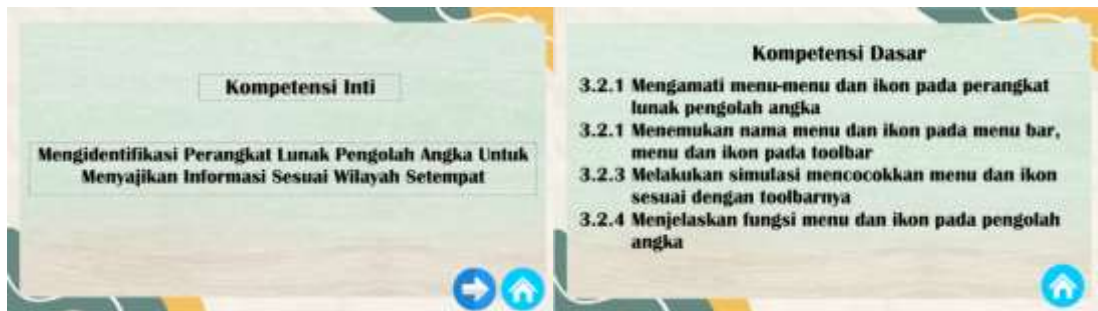 Kompetensi Inti
Mengidentifikasi Perangkat Lunak Pengolah Angka Untuk
Menyajikan Informasi Sesuai Wilayah Setempat
Kompetensi Dasar
3.2.1 Mengamati menu-menu dan ikon pada perangkat
lunak pengolah angka
3.2.1 Menemukan nama menu dan ikon pada menu bar,
menu dan ikon pada toolbar
3.2.3 Melakukan simulasi mencocokkan menu dan ikon
sesuai dengan toolbarnya
3.2.4 Menjelaskan fungsi menu dan ikon pada pengolah
angka